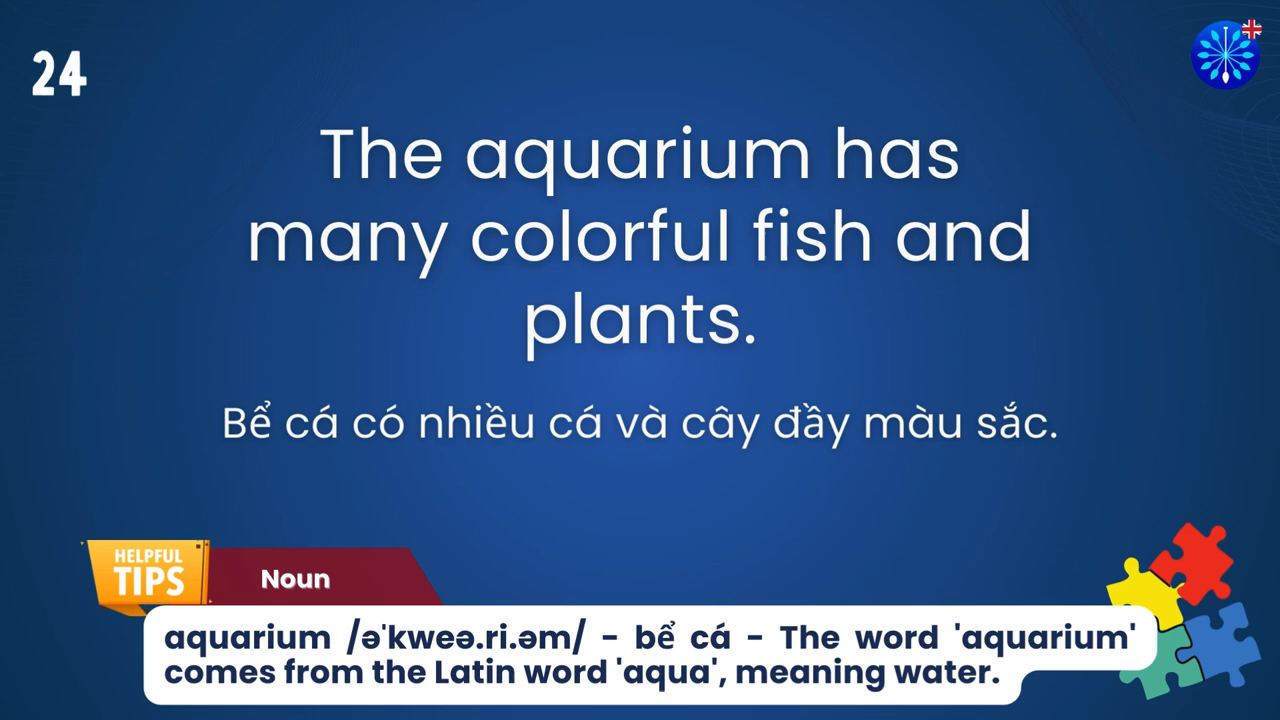 24
The aquarium has
many colorful fish and
plants.
Bể cá có nhiều cá và cây đầy màu sắc.
HELPFUL
TIPS
Noun
aquarium /əˈkweə.ri.əm/ - bể cá - The word 'aquarium'
comes from the Latin word 'aqua', meaning water.